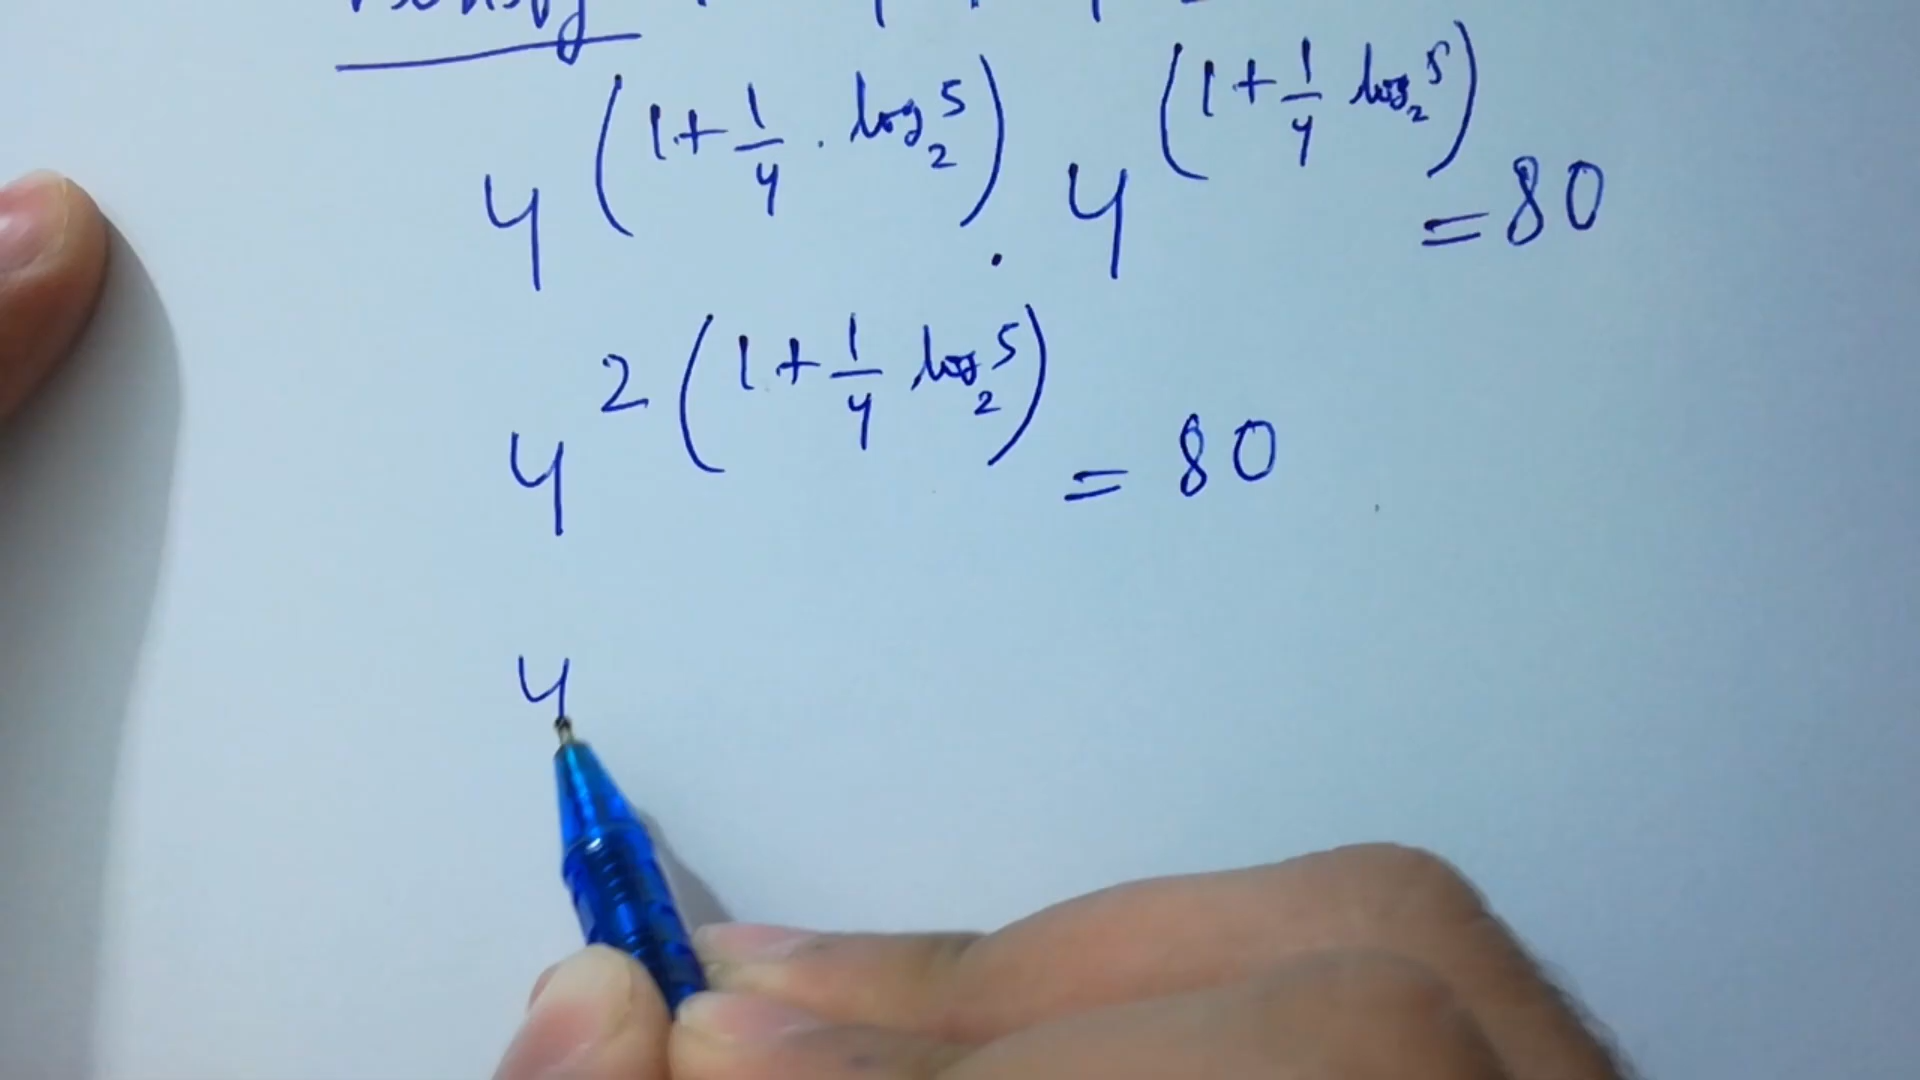 4^(1+1/4 . log_2 5) . 4^(1+1/4 log_2 5) = 80
4^2(1+1/4 log_2 5) = 80
4